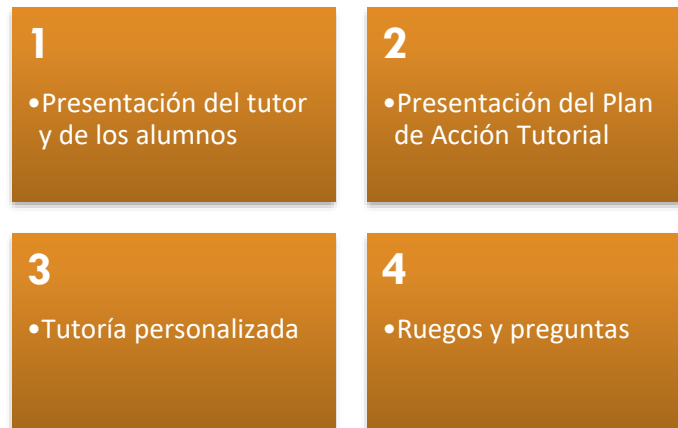 1
•Presentación del tutor
y de los alumnos
2
•Presentación del Plan
de Acción Tutorial
3
•Tutoría personalizada
4
•Ruegos y preguntas